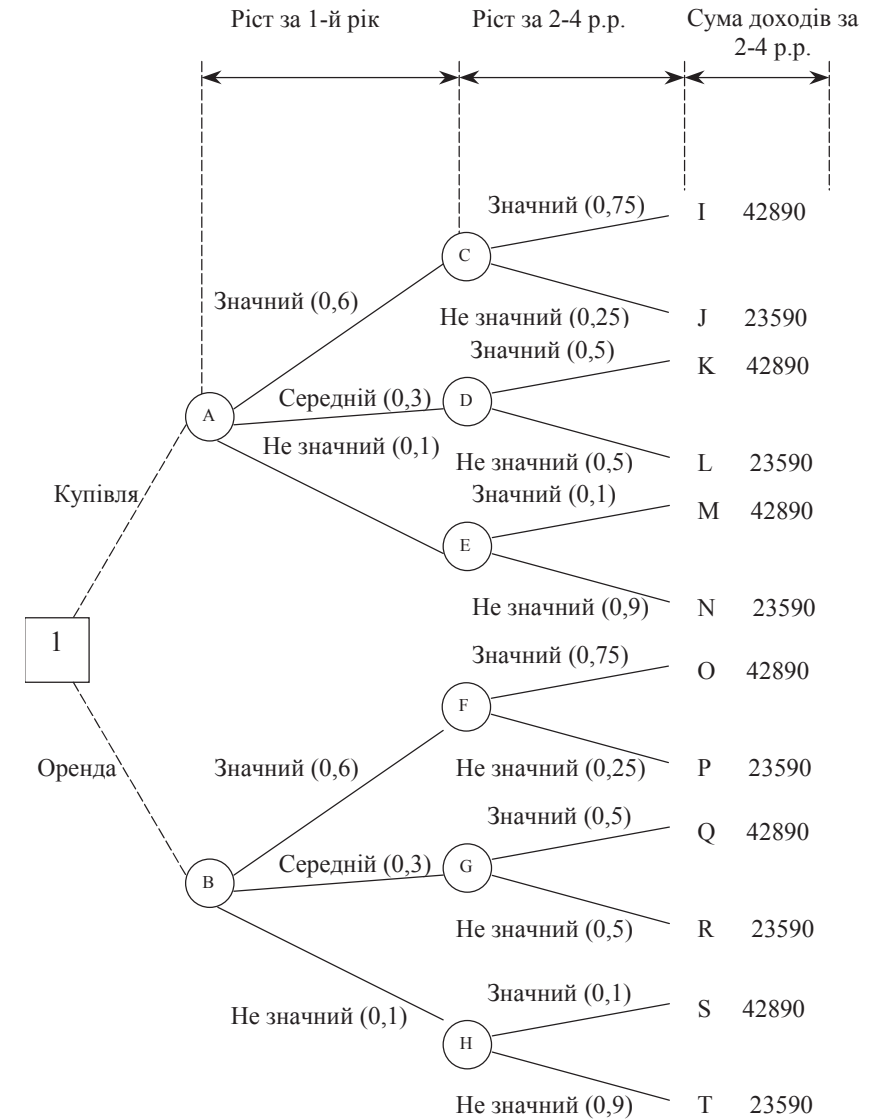 Ріст за 1-й рік
Ріст за 2-4 р.р.
Сума доходів за
2-4 р.р.
Значний (0,75)
I 42890
C
Значний (0,6)
Не значний (0,25)
J 23590
Значний (0,5)
K 42890
A
Середній (0,3)
D
Не значний (0,1)
Не значний (0,5)
L 23590
Купівля
Значний (0,1)
M 42890
E
Не значний (0,9)
N 23590
1
Значний (0,75)
O 42890
F
Оренда
Значний (0,6)
Не значний (0,25)
P 23590
Значний (0,5)
Q 42890
Середній (0,3)
G
B
Не значний (0,5)
R 23590
Значний (0,1)
S 42890
Не значний (0,1)
H
Не значний (0,9)
T 23590